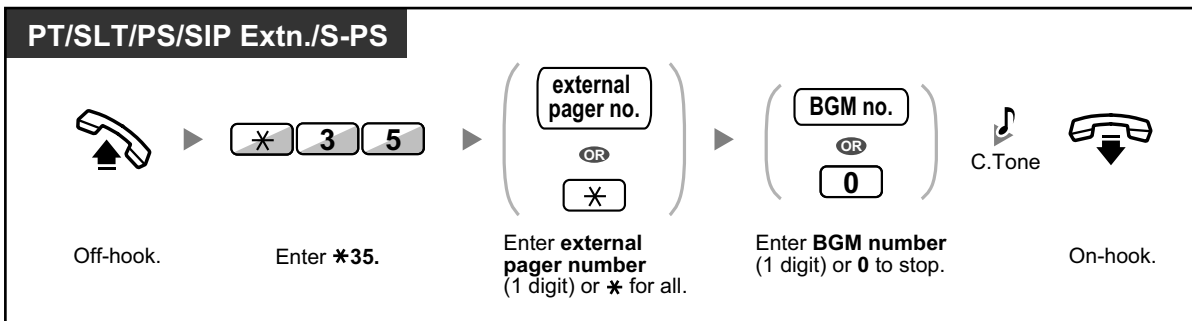 PT/SLT/PS/SIP Extn./S-PS
external
pager no.
OR
✳
BGM no.
OR
0
✳ 3 5
C.Tone
Off-hook.
Enter ✳35.
Enter external
pager number
(1 digit) or ✳ for all.
Enter BGM number
(1 digit) or 0 to stop.
On-hook.